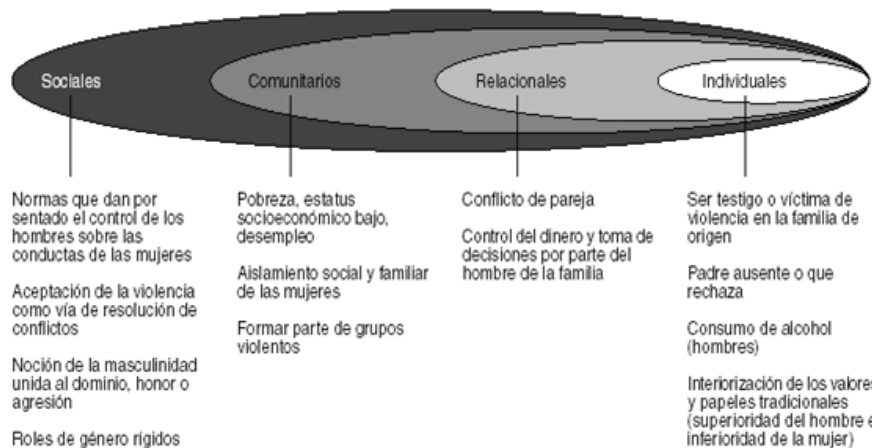 Sociales
Comunitarios
Relacionales
Individuales
Normas que dan por
sentado el control de los
hombres sobre las
conductas de las mujeres
Aceptación de la violencia
como vía de resolución de
conflictos
Noción de la masculinidad
unida al dominio, honor o
agresión
Roles de género rígidos
Pobreza, estatus
socioeconómico bajo,
desempleo
Aislamiento social y familiar
de las mujeres
Formar parte de grupos
violentos
Conflicto de pareja
Control del dinero y toma de
decisiones por parte del
hombre de la familia
Ser testigo o víctima de
violencia en la familia de
origen
Padre ausente o que
rechaza
Consumo de alcohol
(hombres)
Interiorización de los valores
y papeles tradicionales
(superioridad del hombre e
inferioridad de la mujer)